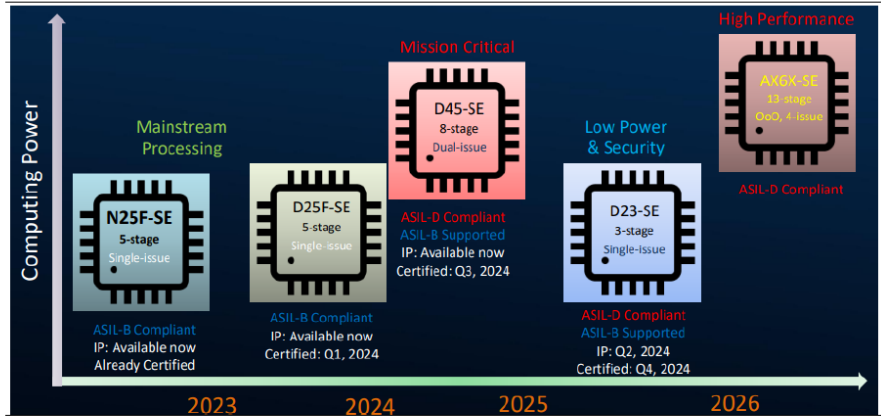 Computing Power
Mainstream
Processing
N25F-SE
5-stage
Single-issue
ASIL-B Compliant
IP: Available now
Already Certified
D25F-SE
5-stage
Single-issue
ASIL-B Compliant
IP: Available now
Certified: Q1, 2024
Mission Critical
D45-SE
8-stage
Dual-issue
ASIL-D Compliant
ASIL-B Supported
IP: Available now
Certified: Q3, 2024
Low Power
& Security
D23-SE
3-stage
Single-issue
ASIL-D Compliant
ASIL-B Supported
IP: Q2, 2024
Certified: Q4, 2024
High Performance
AX6X-SE
13-stage
OoO, 4-issue
ASIL-D Compliant
2023
2024
2025
2026